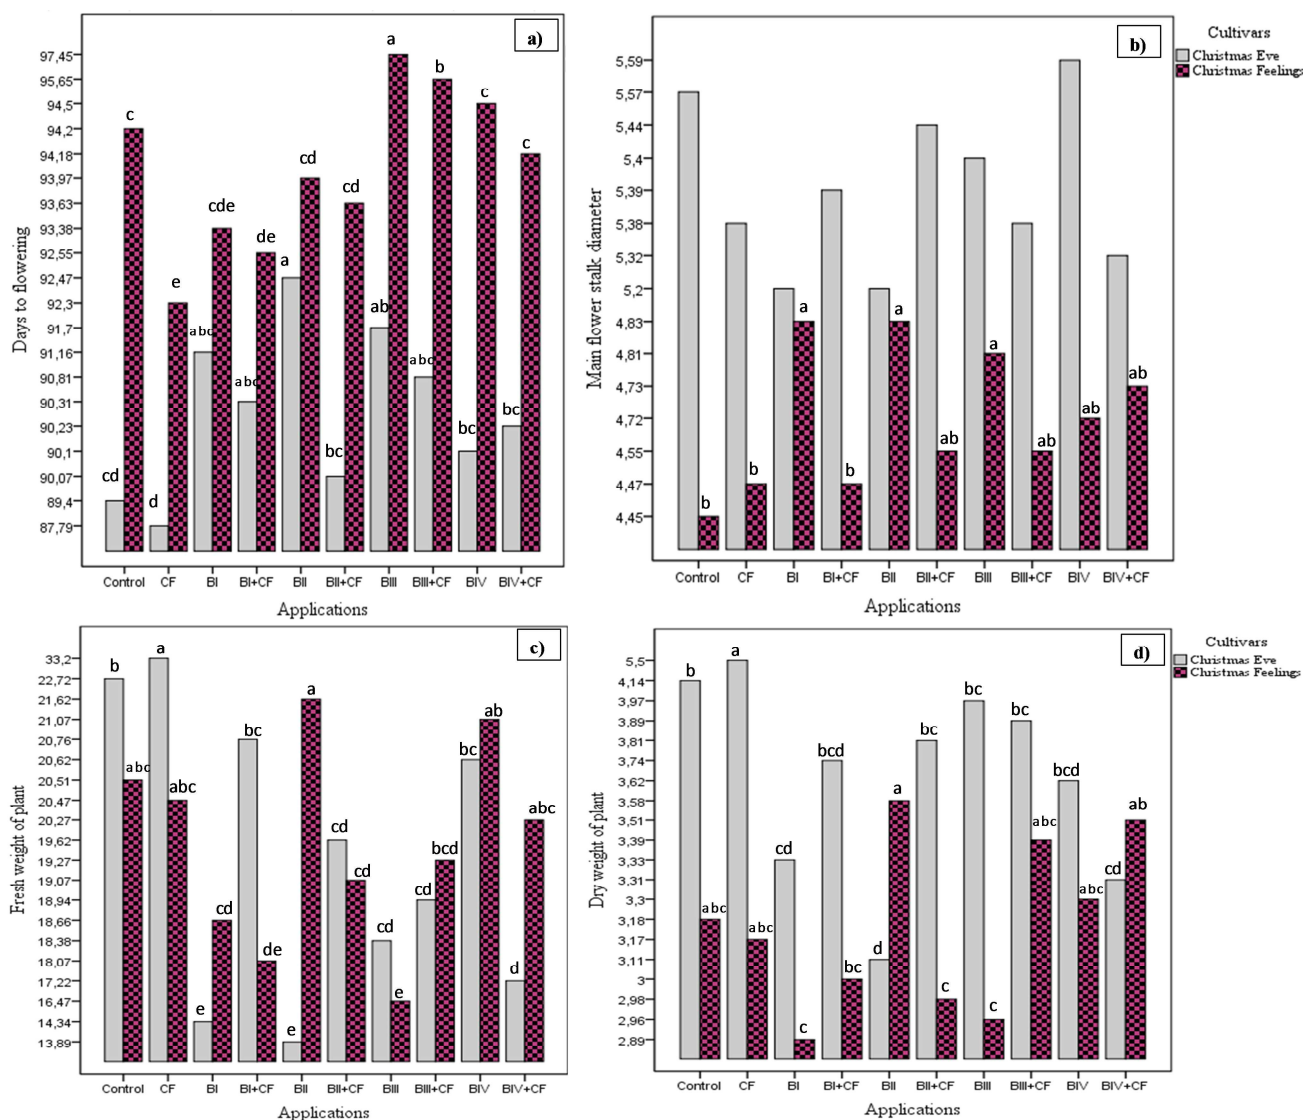 a)
Days to flowering
97,45
95,65
94,5
94,2
94,18
93,97
93,63
93,38
92,55
92,47
92,3
91,7
91,16
90,81
90,31
90,23
90,1
90,07
89,4
87,79
cd c
d e
abc cde
abc de
a cd
bc cd
ab a
abc b
bc c
bc c
Control CF BI BI+CF BII BII+CF BIII BIII+CF BIV BIV+CF
Applications
b)
Cultivars
Christmas Eve
Christmas Feelings
Main flower stalk diameter
5,59
5,57
5,44
5,4
5,39
5,38
5,32
5,2
4,83
4,81
4,73
4,72
4,55
4,47
4,45
b b a b a ab a ab ab ab
Control CF BI BI+CF BII BII+CF BIII BIII+CF BIV BIV+CF
Applications
c)
Fresh weight of plant
33,2
22,72
21,62
21,07
20,76
20,62
20,51
20,47
20,27
19,62
19,27
19,07
18,94
18,66
18,38
18,07
17,22
16,47
14,34
13,89
b abc
a abc
e cd
bc de
e a
cd cd
cd e
cd bcd
bc ab
d abc
Control CF BI BI+CF BII BII+CF BIII BIII+CF BIV BIV+CF
Applications
d)
Cultivars
Christmas Eve
Christmas Feelings
Dry weight of plant
5,5
4,14
3,97
3,89
3,81
3,74
3,62
3,58
3,51
3,39
3,33
3,31
3,3
3,18
3,17
3,11
3
2,98
2,96
2,89
b abc
a abc
cd c
bcd bc
d a
bc c
bc c
bc abc
bcd abc
cd ab
Control CF BI BI+CF BII BII+CF BIII BIII+CF BIV BIV+CF
Applications